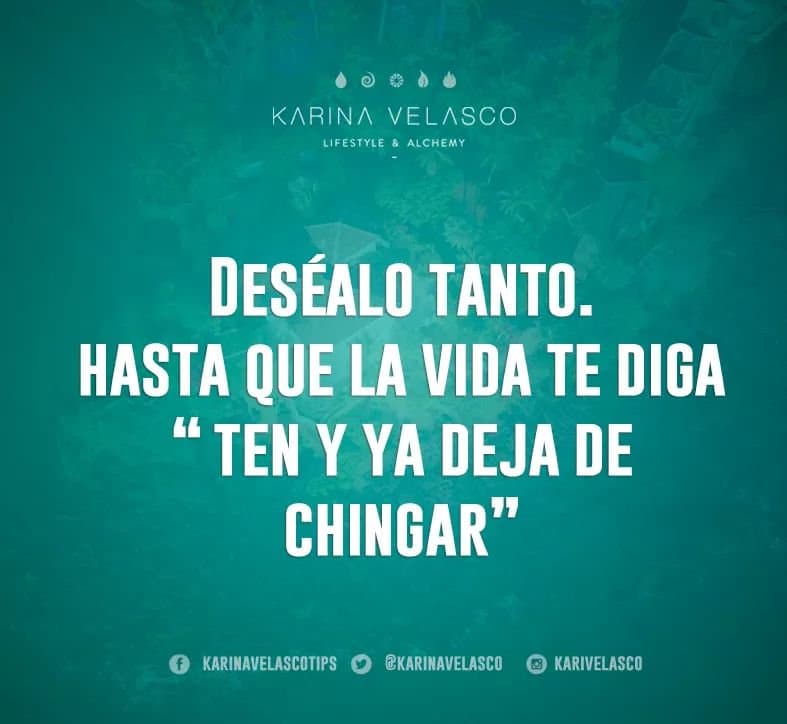 KARINA VELASCO
LIFESTYLE & ALCHEMY
DESÉALO TANTO.
HASTA QUE LA VIDA TE DIGA
“ TEN Y YA DEJA DE
CHINGAR”
KARINAVELASCOTIPS @KARINAVELASCO KARIVELASCO